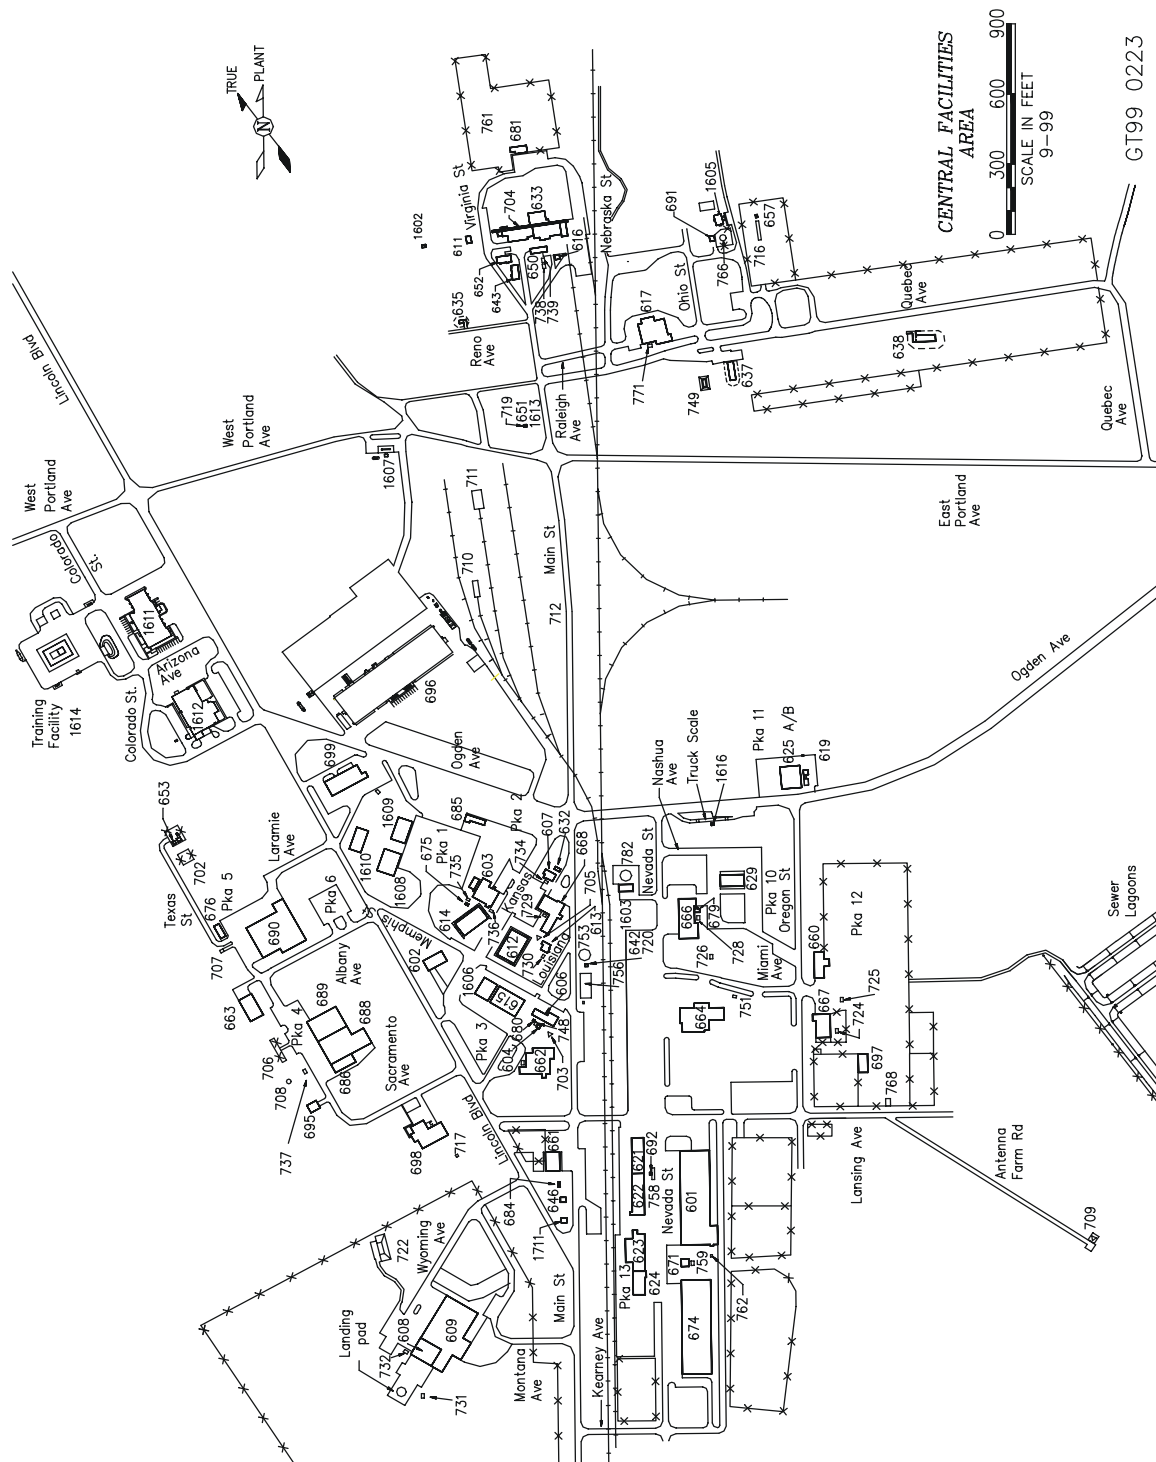 TRUE
PLANT
N
CENTRAL FACILITIES
AREA
0 300 600 900
SCALE IN FEET
9-99
GT99 0223
761
681
Virginia St
704
633
611
1602
652
643
650
616
738
739
635
Reno
Ave
Nebraska St
691
1605
657
716
766
Ohio St
617
771
749
637
638
Quebec
Ave
Quebec
Ave
Lincoln Blvd
West
Portland
Ave
West
Portland
Ave
719
651
1613
Raleigh
Ave
1607
711
710
712
Main St
East
Portland
Ave
Ogden Ave
Colorado
St.
Training
Facility
1614
1611
Arizona
Ave
1612
Colorado St.
696
699
Ogden
Ave
653
702
Texas
St
676
Pka 5
Laramie
Ave
707
690
Pka 6
1610
1609
1608
685
Pka 1
Pka 2
675
735
603
734
607
632
668
705
613
Kansas
729
736
614
612
730
Louisiana
606
Memphis St
602
1606
615
Albany
Ave
663
689
688
686
Pka 4
706
708
737
695
Sacramento
Ave
Pka 3
604
680
748
703
662
698
717
Lincoln Blvd
661
684
646
1711
753
756
642
720
1603
782
Nevada St
Nashua
Ave
Truck Scale
1616
Pka 11
625 A/B
619
629
Pka 10
Oregon St
666
679
728
726
Miami
Ave
751
664
660
Pka 12
667
725
724
697
768
Sewer
Lagoons
Lansing Ave
Antenna
Farm Rd
709
692
621
622
758
Nevada St
601
623
624
Pka 13
671
759
762
674
Kearney Ave
Main St
Montana
Ave
Wyoming
Ave
722
Landing
pad
608
609
732
731